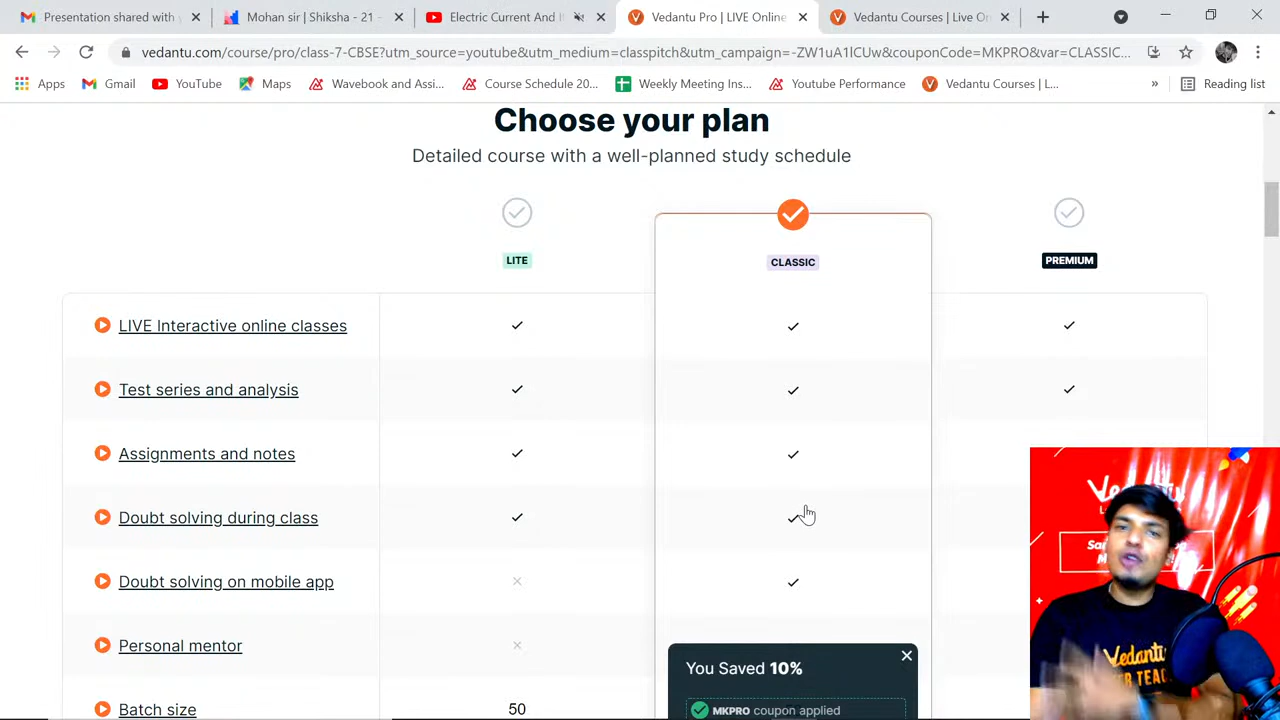 Presentation shared with y
Mohan sir | Shiksha - 21 -
Electric Current And It
Vedantu Pro | LIVE Online
Vedantu Courses | Live On
vedantu.com/course/pro/class-7-CBSE?utm_source=youtube&utm_medium=classpitch&utm_campaign=-ZW1uA1lCUw&couponCode=MKPRO&var=CLASSIC...
Apps
Gmail
YouTube
Maps
Wavebook and Assi...
Course Schedule 20...
Weekly Meeting Ins...
Youtube Performance
Vedantu Courses | L...
»
Reading list
Choose your plan
Detailed course with a well-planned study schedule
LITE
CLASSIC
PREMIUM
LIVE Interactive online classes
Test series and analysis
Assignments and notes
Doubt solving during class
Doubt solving on mobile app
Personal mentor
You Saved 10%
Batch size
50
MKPRO coupon applied
Vedantu